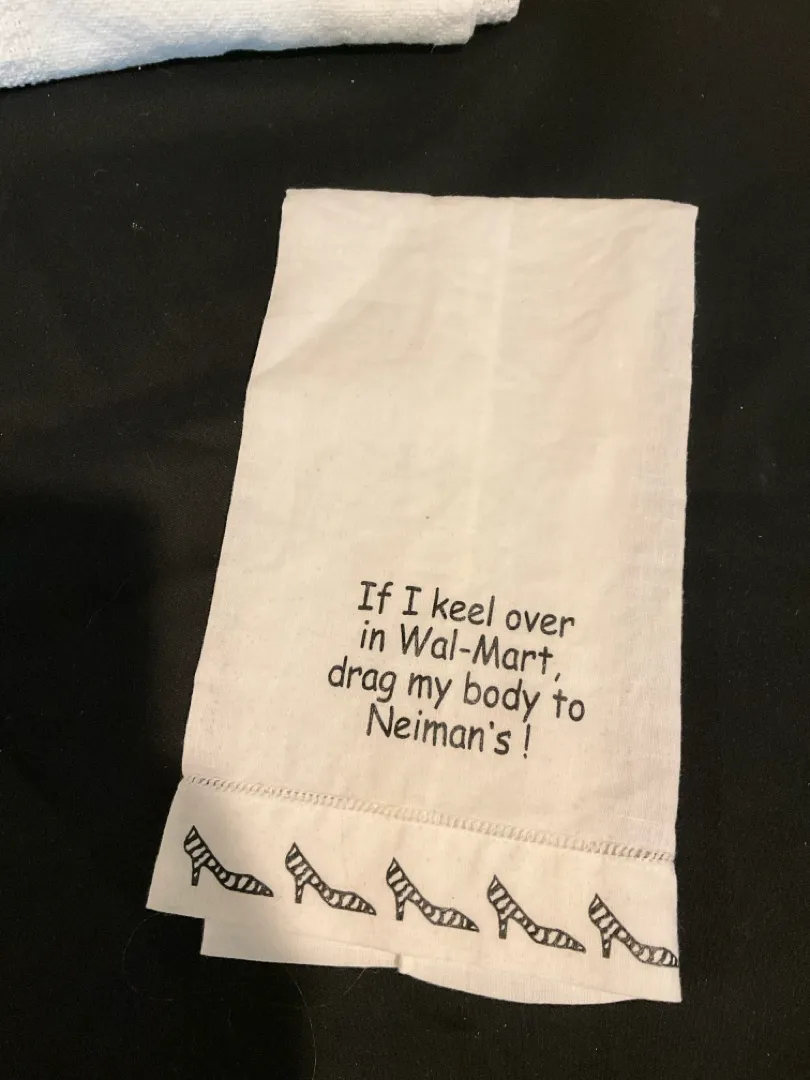 If I keel over
in Wal-Mart,
drag my body to
Neiman's !